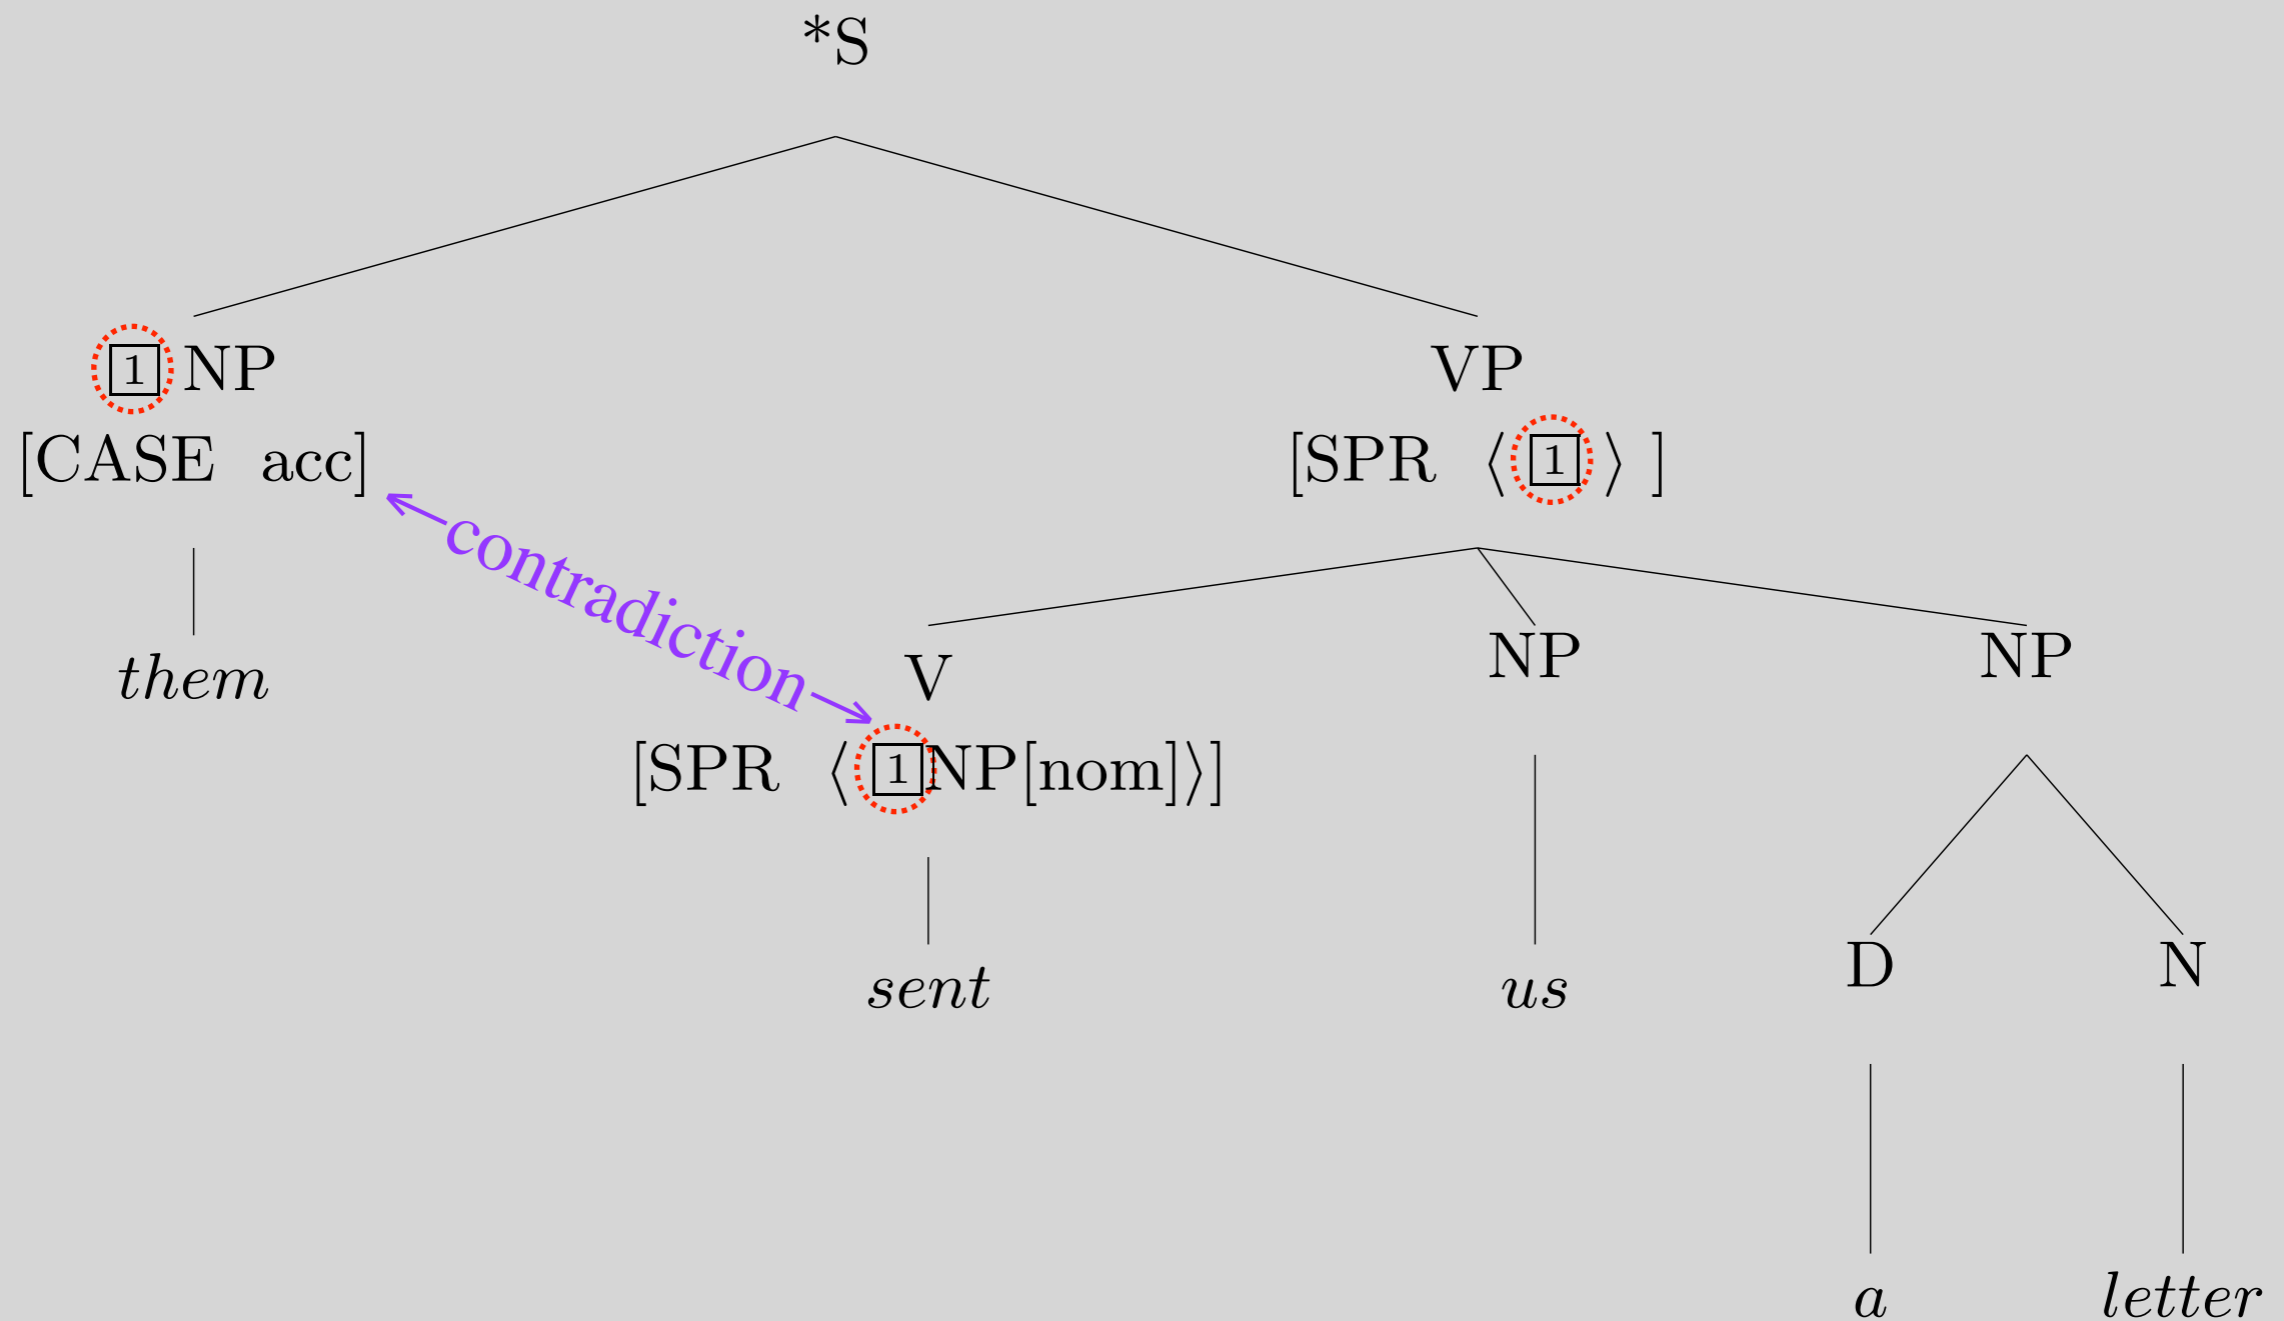 *S
1 NP VP
[CASE acc] [SPR ⟨ 1 ⟩ ]
contradiction
them V NP NP
[SPR ⟨ 1 NP[nom]⟩]
sent us D N
a letter